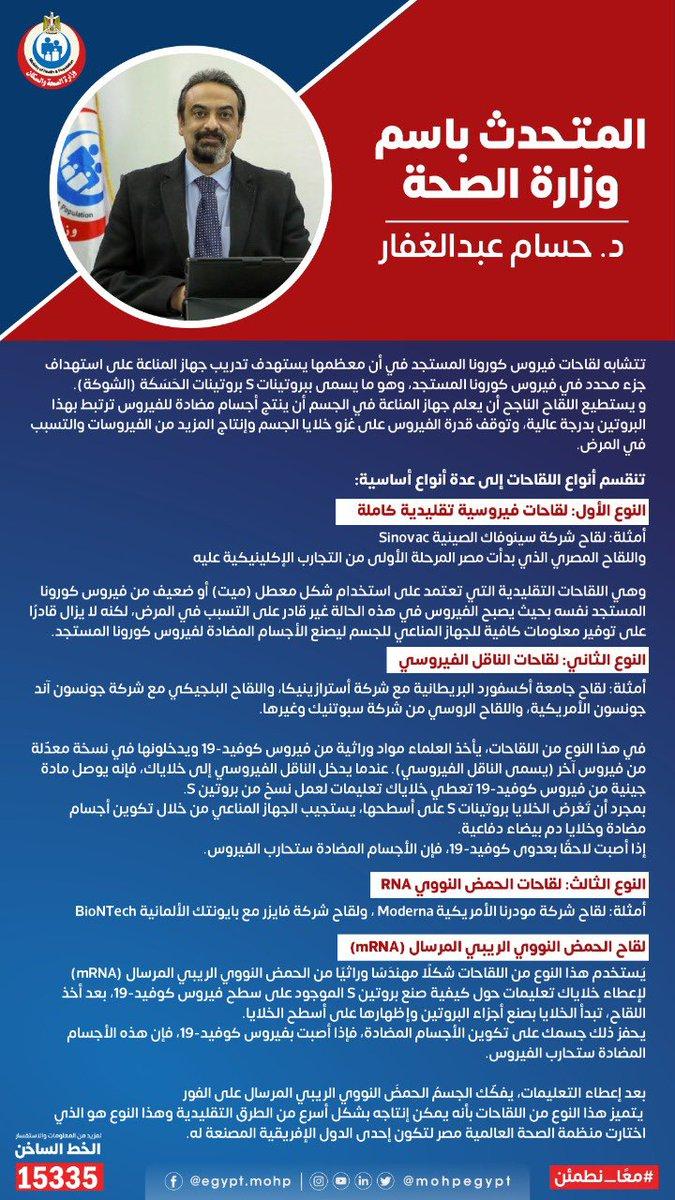 Ministry of Health & Population
وزارة الصحة والسكان
Population
المتحدث باسم
وزارة الصحة
د. حسام عبدالغفار
تتشابه لقاحات فيروس كورونا المستجد في أن معظمها يستهدف تدريب جهاز المناعة على استهداف
جزء محدد في فيروس كورونا المستجد، وهو ما يسمى ببروتينات S بروتينات الحَسَكة (الشوكة).
و يستطيع اللقاح الناجح أن يعلم جهاز المناعة في الجسم أن ينتج أجسام مضادة للفيروس ترتبط بهذا
البروتين بدرجة عالية، وتوقف قدرة الفيروس على غزو خلايا الجسم وإنتاج المزيد من الفيروسات والتسبب
في المرض.
تنقسم أنواع اللقاحات إلى عدة أنواع أساسية:
النوع الأول: لقاحات فيروسية تقليدية كاملة
أمثلة: لقاح شركة سينوفاك الصينية Sinovac
واللقاح المصري الذي بدأت مصر المرحلة الأولى من التجارب الإكلينيكية عليه
وهي اللقاحات التقليدية التي تعتمد على استخدام شكل معطل (ميت) أو ضعيف من فيروس كورونا
المستجد نفسه بحيث يصبح الفيروس في هذه الحالة غير قادر على التسبب في المرض، لكنه لا يزال قادرًا
على توفير معلومات كافية للجهاز المناعي للجسم ليصنع الأجسام المضادة لفيروس كورونا المستجد.
النوع الثاني: لقاحات الناقل الفيروسي
أمثلة: لقاح جامعة أكسفورد البريطانية مع شركة أسترازينيكا، واللقاح البلجيكي مع شركة جونسون آند
جونسون الأمريكية، واللقاح الروسي من شركة سبوتنيك وغيرها.
في هذا النوع من اللقاحات، يأخذ العلماء مواد وراثية من فيروس كوفيد-19 ويدخلونها في نسخة معدّلة
من فيروس آخر (يسمى الناقل الفيروسي). عندما يدخل الناقل الفيروسي إلى خلاياك، فإنه يوصل مادة
جينية من فيروس كوفيد-19 تعطي خلاياك تعليمات لعمل نسخ من بروتين S.
بمجرد أن تَعْرض الخلايا بروتينات S على أسطحها، يستجيب الجهاز المناعي من خلال تكوين أجسام
مضادة وخلايا دم بيضاء دفاعية.
إذا أصبت لاحقًا بعدوى كوفيد-19، فإن الأجسام المضادة ستحارب الفيروس.
النوع الثالث: لقاحات الحمض النووي RNA
أمثلة: لقاح شركة مودرنا الأمريكية Moderna ، ولقاح شركة فايزر مع بايونتك الألمانية BioNTech
لقاح الحمض النووي الريبي المرسال (mRNA)
يَستخدم هذا النوع من اللقاحات شكلًا مهندَسًا وراثيًا من الحمض النووي الريبي المرسال (mRNA)
لإعطاء خلاياك تعليمات حول كيفية صنع بروتين S الموجود على سطح فيروس كوفيد-19، بعد أخذ
اللقاح، تبدأ الخلايا بصنع أجزاء البروتين وإظهارها على أسطح الخلايا.
يحفز ذلك جسمك على تكوين الأجسام المضادة، فإذا أصبت بفيروس كوفيد-19، فإن هذه الأجسام
المضادة ستحارب الفيروس.
بعد إعطاء التعليمات، يفكّك الجسمُ الحمضَ النووي الريبي المرسال على الفور
يتميز هذا النوع من اللقاحات بأنه يمكن إنتاجه بشكل أسرع من الطرق التقليدية وهذا النوع هو الذي
اختارت منظمة الصحة العالمية مصر لتكون إحدى الدول الإفريقية المصنعة له.
#معًا_نطمئن
@mohpegypt
@egypt.mohp
لمزيد من المعلومات والاستفسار
الخط الساخن
15335